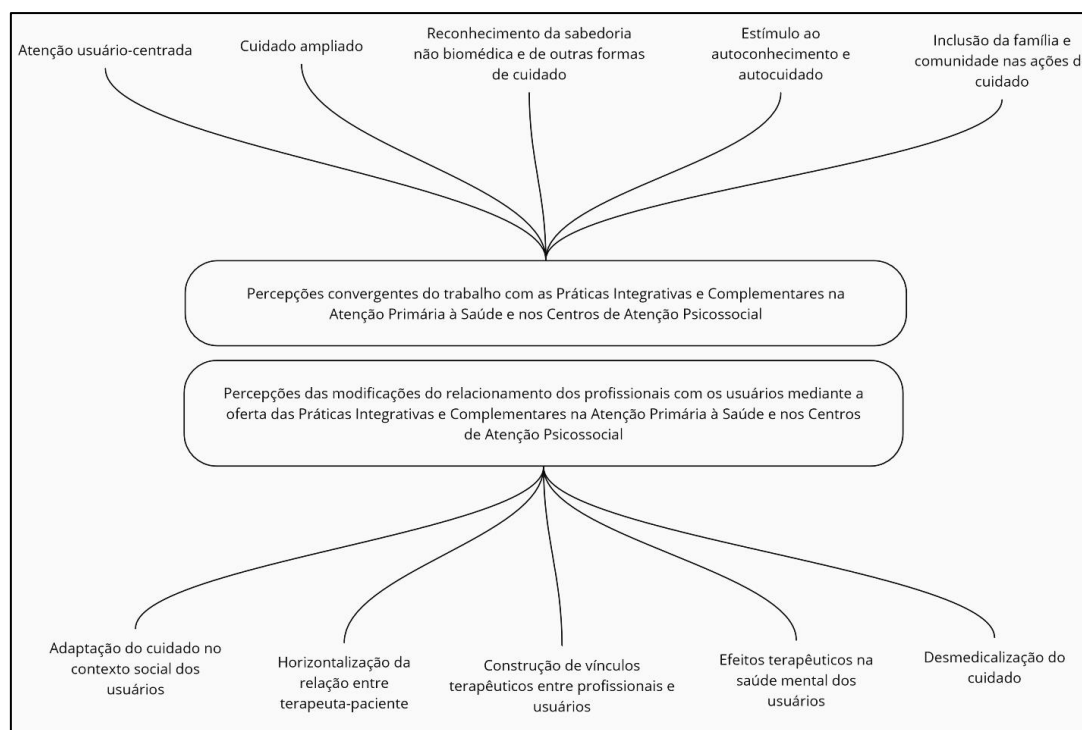 Atenção usuário-centrada
Cuidado ampliado
Reconhecimento da sabedoria
não biomédica e de outras formas
de cuidado
Estímulo ao
autoconhecimento e
autocuidado
Inclusão da família e
comunidade nas ações d
cuidado
Percepções convergentes do trabalho com as Práticas Integrativas e Complementares na
Atenção Primária à Saúde e nos Centros de Atenção Psicossocial
Percepções das modificações do relacionamento dos profissionais com os usuários mediante a
oferta das Práticas Integrativas e Complementares na Atenção Primária à Saúde e nos Centros
de Atenção Psicossocial
Adaptação do cuidado no
contexto social dos
usuários
Horizontalização da
relação entre
terapeuta-paciente
Construção de vínculos
terapêuticos entre profissionais e
usuários
Efeitos terapêuticos na
saúde mental dos
usuários
Desmedicalização do
cuidado